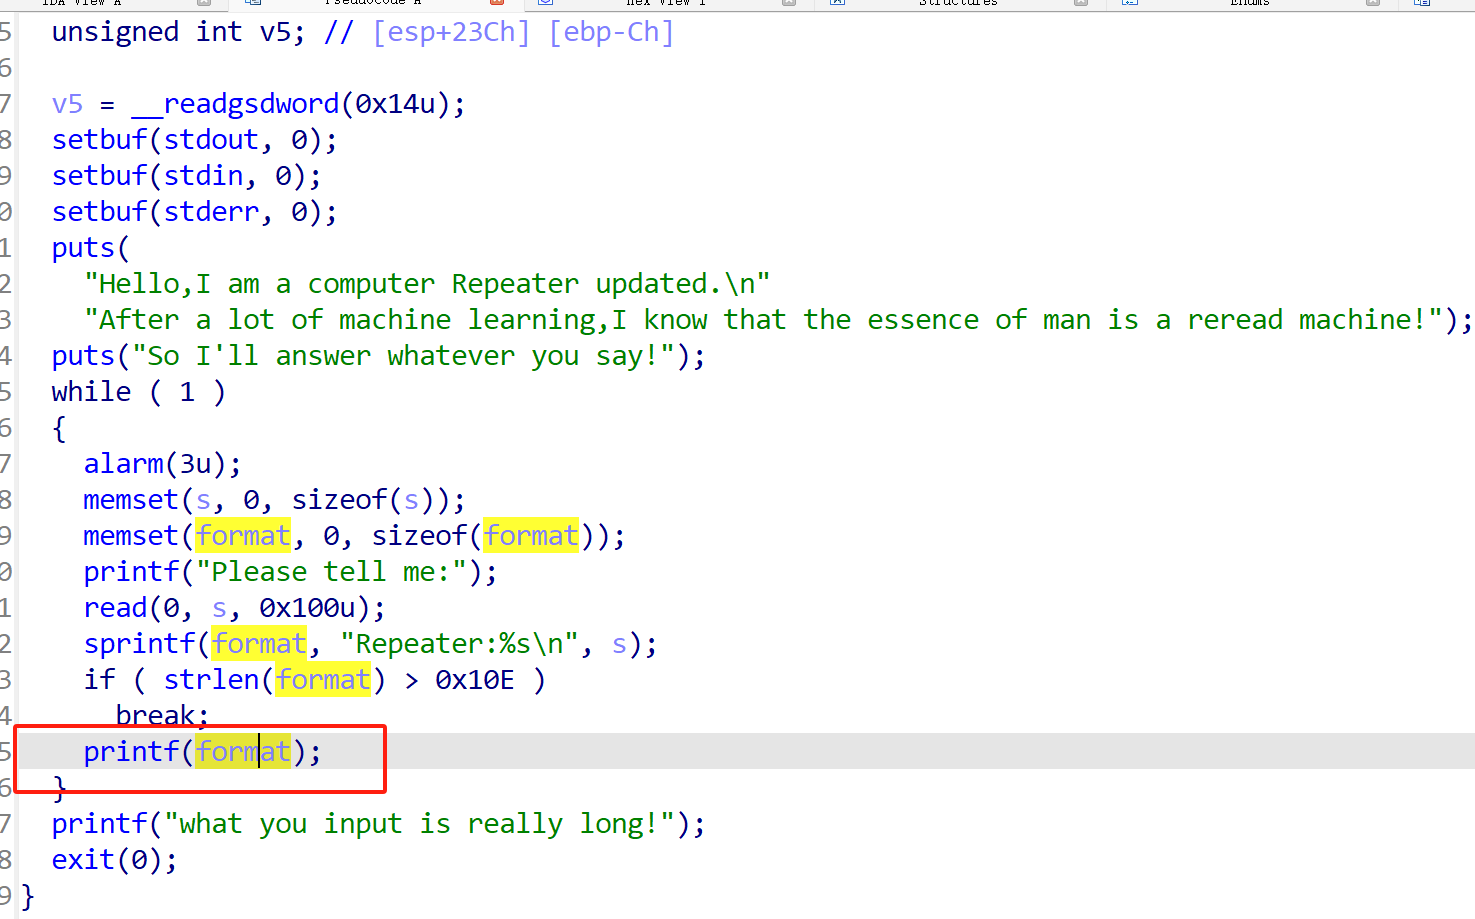 IDA View A Pseudocode A Hex View 1 Structures Enums
5 unsigned int v5; // [esp+23Ch] [ebp-Ch]
6
7 v5 = __readgsdword(0x14u);
8 setbuf(stdout, 0);
9 setbuf(stdin, 0);
0 setbuf(stderr, 0);
1 puts(
2 "Hello,I am a computer Repeater updated.\n"
3 "After a lot of machine learning,I know that the essence of man is a reread machine!");
4 puts("So I'll answer whatever you say!");
5 while ( 1 )
6 {
7 alarm(3u);
8 memset(s, 0, sizeof(s));
9 memset(format, 0, sizeof(format));
0 printf("Please tell me:");
1 read(0, s, 0x100u);
2 sprintf(format, "Repeater:%s\n", s);
3 if ( strlen(format) > 0x10E )
4 break;
5 printf(format);
6 }
7 printf("what you input is really long!");
8 exit(0);
9 }